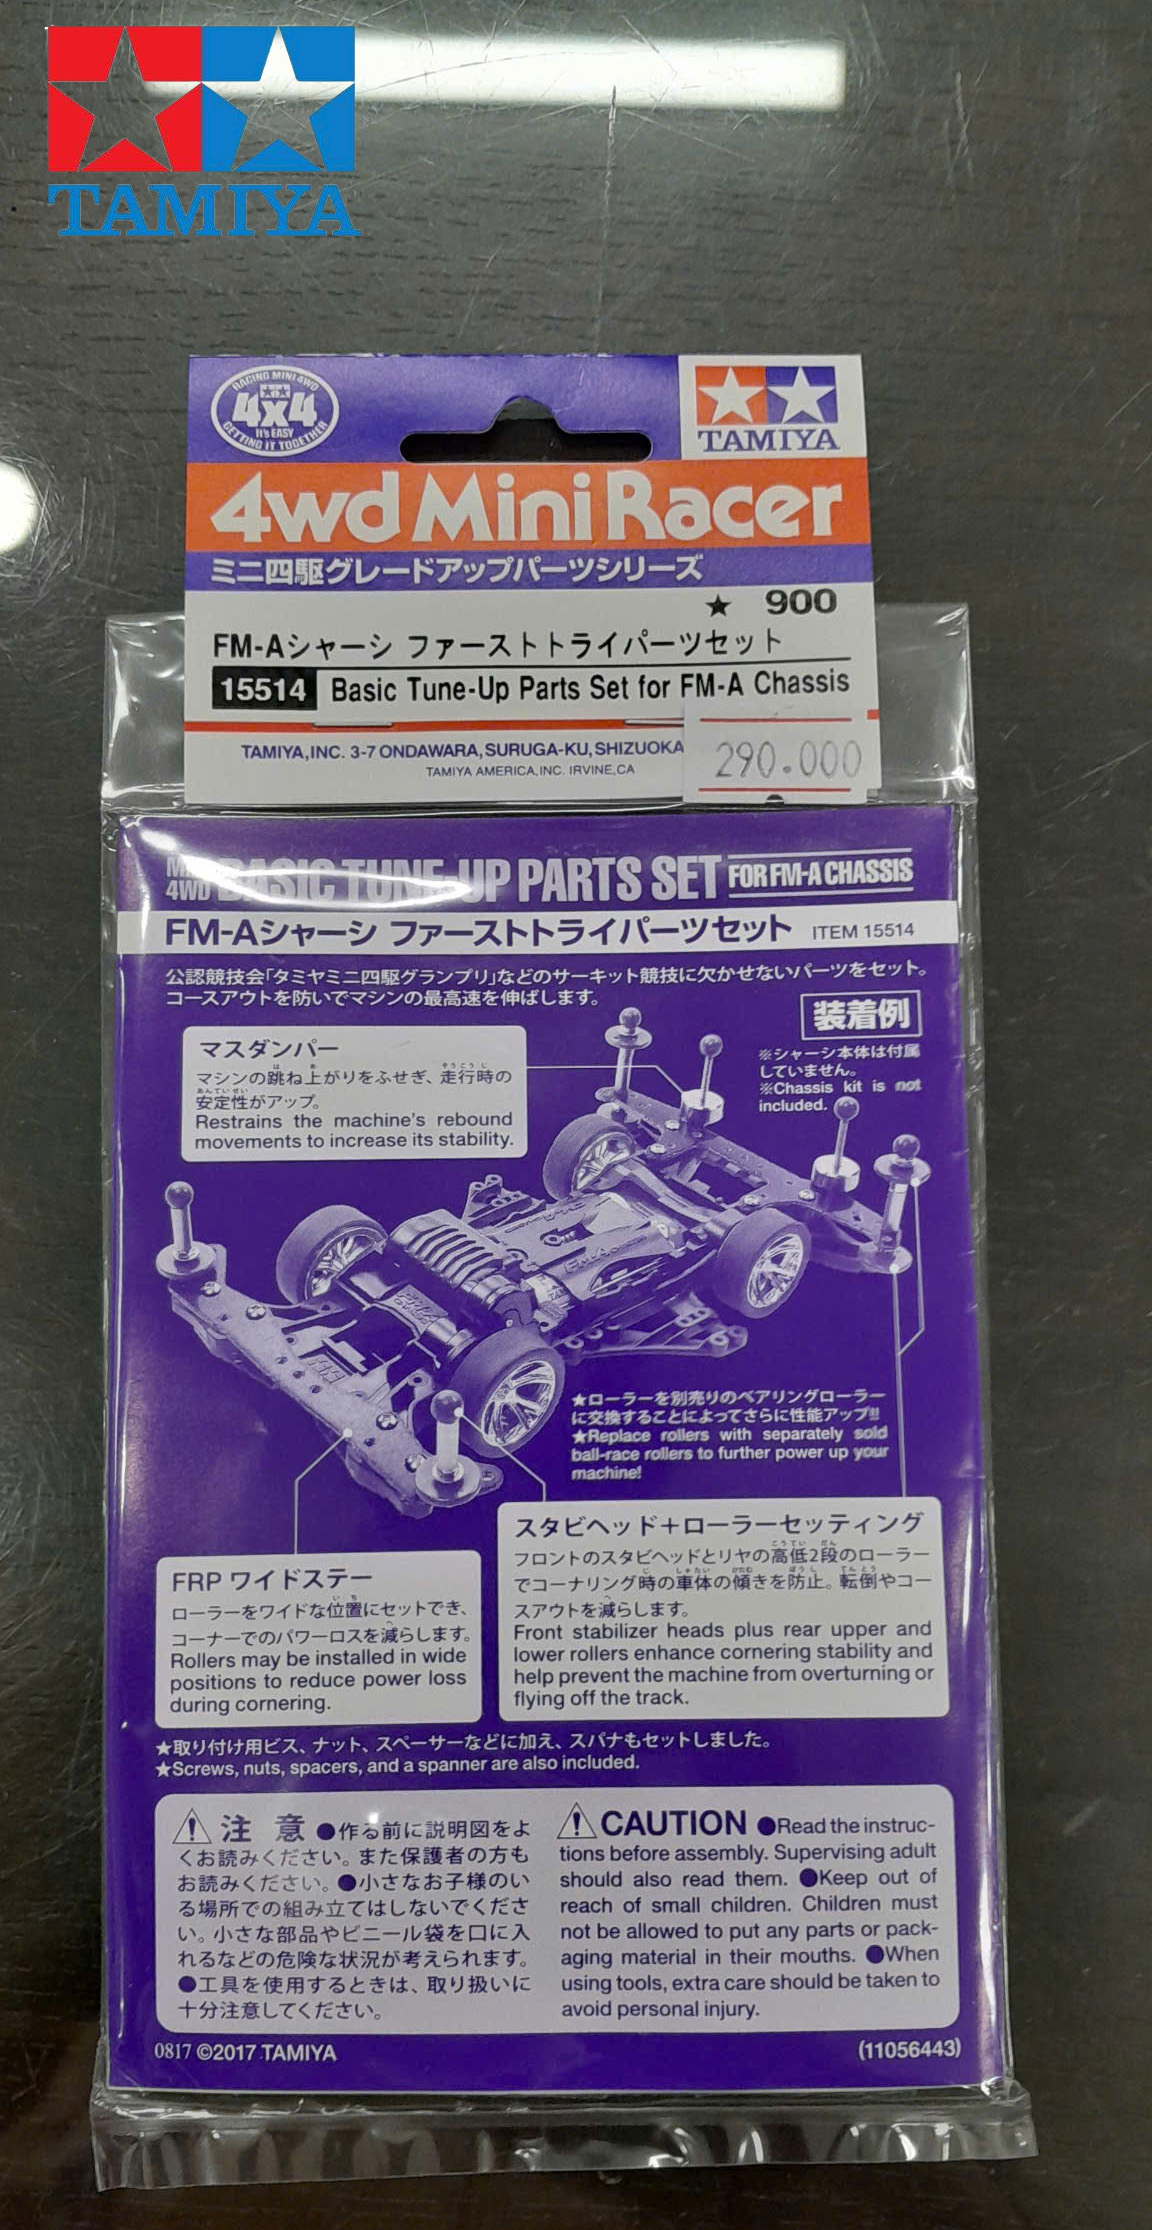 TAMIYA
RACING MINI 4WD
4x4
It's EASY
GETTING IT TOGETHER
TAMIYA
4wd Mini Racer
ミニ四駆グレードアップパーツシリーズ
★ 900
FM-Aシャーシ ファーストトライパーツセット
15514 Basic Tune-Up Parts Set for FM-A Chassis
TAMIYA,INC. 3-7 ONDAWARA, SURUGA-KU, SHIZUOKA
TAMIYA AMERICA,INC. IRVINE,CA
290.000
4WD BASIC TUNE-UP PARTS SET FOR FM-A CHASSIS
FM-Aシャーシ ファーストトライパーツセット ITEM 15514
公認競技会「タミヤミニ四駆グランプリ」などのサーキット競技に欠かせないパーツをセット。
コースアウトを防いでマシンの最高速を伸ばします。
装着例
※シャーシ本体は付属
していません。
※Chassis kit is not
included.
マスダンパー
マシンの跳ね上がりをふせぎ、走行時の
安定性がアップ。
Restrains the machine's rebound
movements to increase its stability.
★ローラーを別売りのベアリングローラー
に交換することによってさらに性能アップ!!
★Replace rollers with separately sold
ball-race rollers to further power up your
machine!
スタビヘッド+ローラーセッティング
フロントのスタビヘッドとリヤの高低2段のローラー
でコーナリング時の車体の傾きを防止。転倒やコー
スアウトを減らします。
Front stabilizer heads plus rear upper and
lower rollers enhance cornering stability and
help prevent the machine from overturning or
flying off the track.
FRP ワイドステー
ローラーをワイドな位置にセットでき、
コーナーでのパワーロスを減らします。
Rollers may be installed in wide
positions to reduce power loss
during cornering.
★取り付け用ビス、ナット、スペーサーなどに加え、スパナもセットしました。
★Screws, nuts, spacers, and a spanner are also included.
注 意 ●作る前に説明図をよ
くお読みください。また保護者の方も
お読みください。●小さなお子様のい
る場所での組み立てはしないでくださ
い。小さな部品やビニール袋を口に入
れるなどの危険な状況が考えられます。
●工具を使用するときは、取り扱いに
十分注意してください。
CAUTION ●Read the instruc-
tions before assembly. Supervising adult
should also read them. ●Keep out of
reach of small children. Children must
not be allowed to put any parts or pack-
aging material in their mouths. ●When
using tools, extra care should be taken to
avoid personal injury.
0817 ©2017 TAMIYA
(11056443)